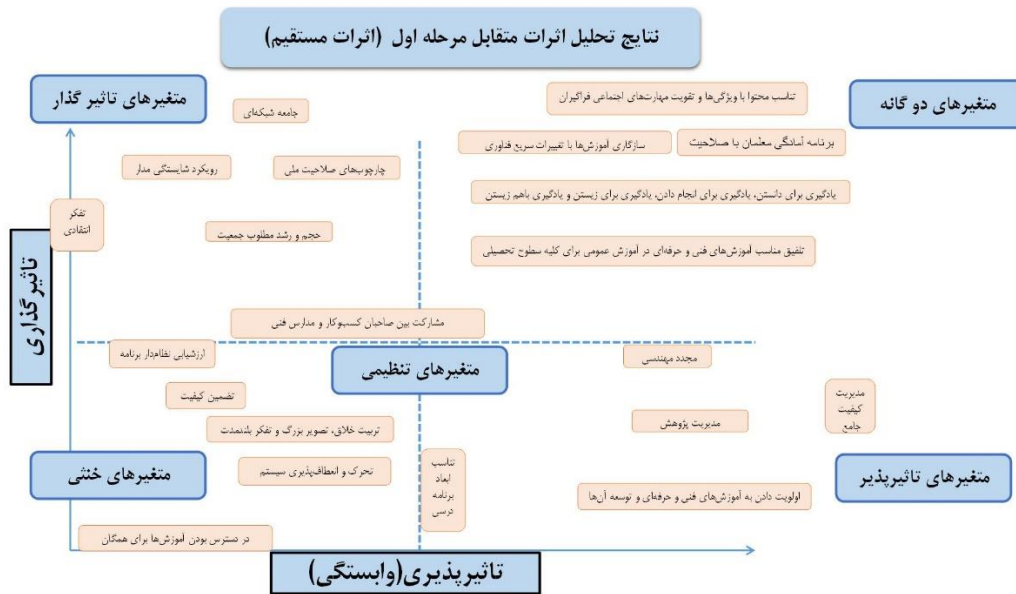 نتایج تحلیل اثرات متقابل مرحله اول (اثرات مستقیم)
متغیرهای دو گانه
متغیرهای تاثیر گذار
تناسب محتوا با ویژگی‌ها و تقویت مهارت‌های اجتماعی فراگیران
جامعه شبکه‌ای
برنامه آمادگی معلّمان با صلاحیت
سازگاری آموزش‌ها با تغییرات سریع فناوری
چارچوب‌های صلاحیت ملی
رویکرد شایستگی مدار
یادگیری برای دانستن، یادگیری برای انجام دادن، یادگیری برای زیستن و یادگیری باهم زیستن
تفکر
انتقادی
حجم و رشد مطلوب جمعیت
تلفیق مناسب آموزش‌های فنی و حرفه‌ای در آموزش عمومی برای کلیه سطوح تحصیلی
تاثیرگذاری
مشارکت بین صاحبان کسب‌وکار و مدارس فنی
مجدد مهندسی
متغیرهای تنظیمی
ارزشیابی نظام‌دار برنامه
مدیریت
کیفیت
جامع
تضمین کیفیت
مدیریت پژوهش
تربیت خلاق، تصویر بزرگ و تفکر بلندمدت
متغیرهای تاثیرپذیر
تناسب
ابعاد
برنامه
درسی
تحرک و انعطاف‌پذیری سیستم
متغیرهای خنثی
اولویت دادن به آموزش‌های فنی و حرفه‌ای و توسعه آن‌ها
در دسترس بودن آموزش‌ها برای همگان
تاثیرپذیری(وابستگی)